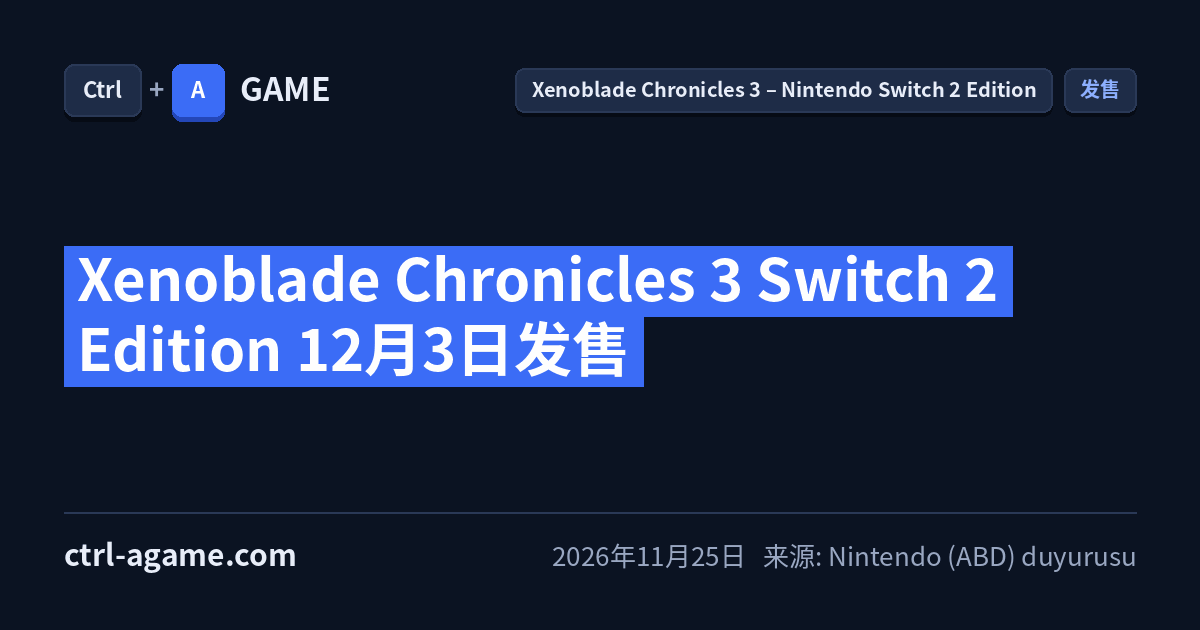 Ctrl + A GAME
Xenoblade Chronicles 3 – Nintendo Switch 2 Edition 发售
Xenoblade Chronicles 3 Switch 2
Edition 12月3日发售
ctrl-agame.com
2026年11月25日 来源: Nintendo (ABD) duyurusu